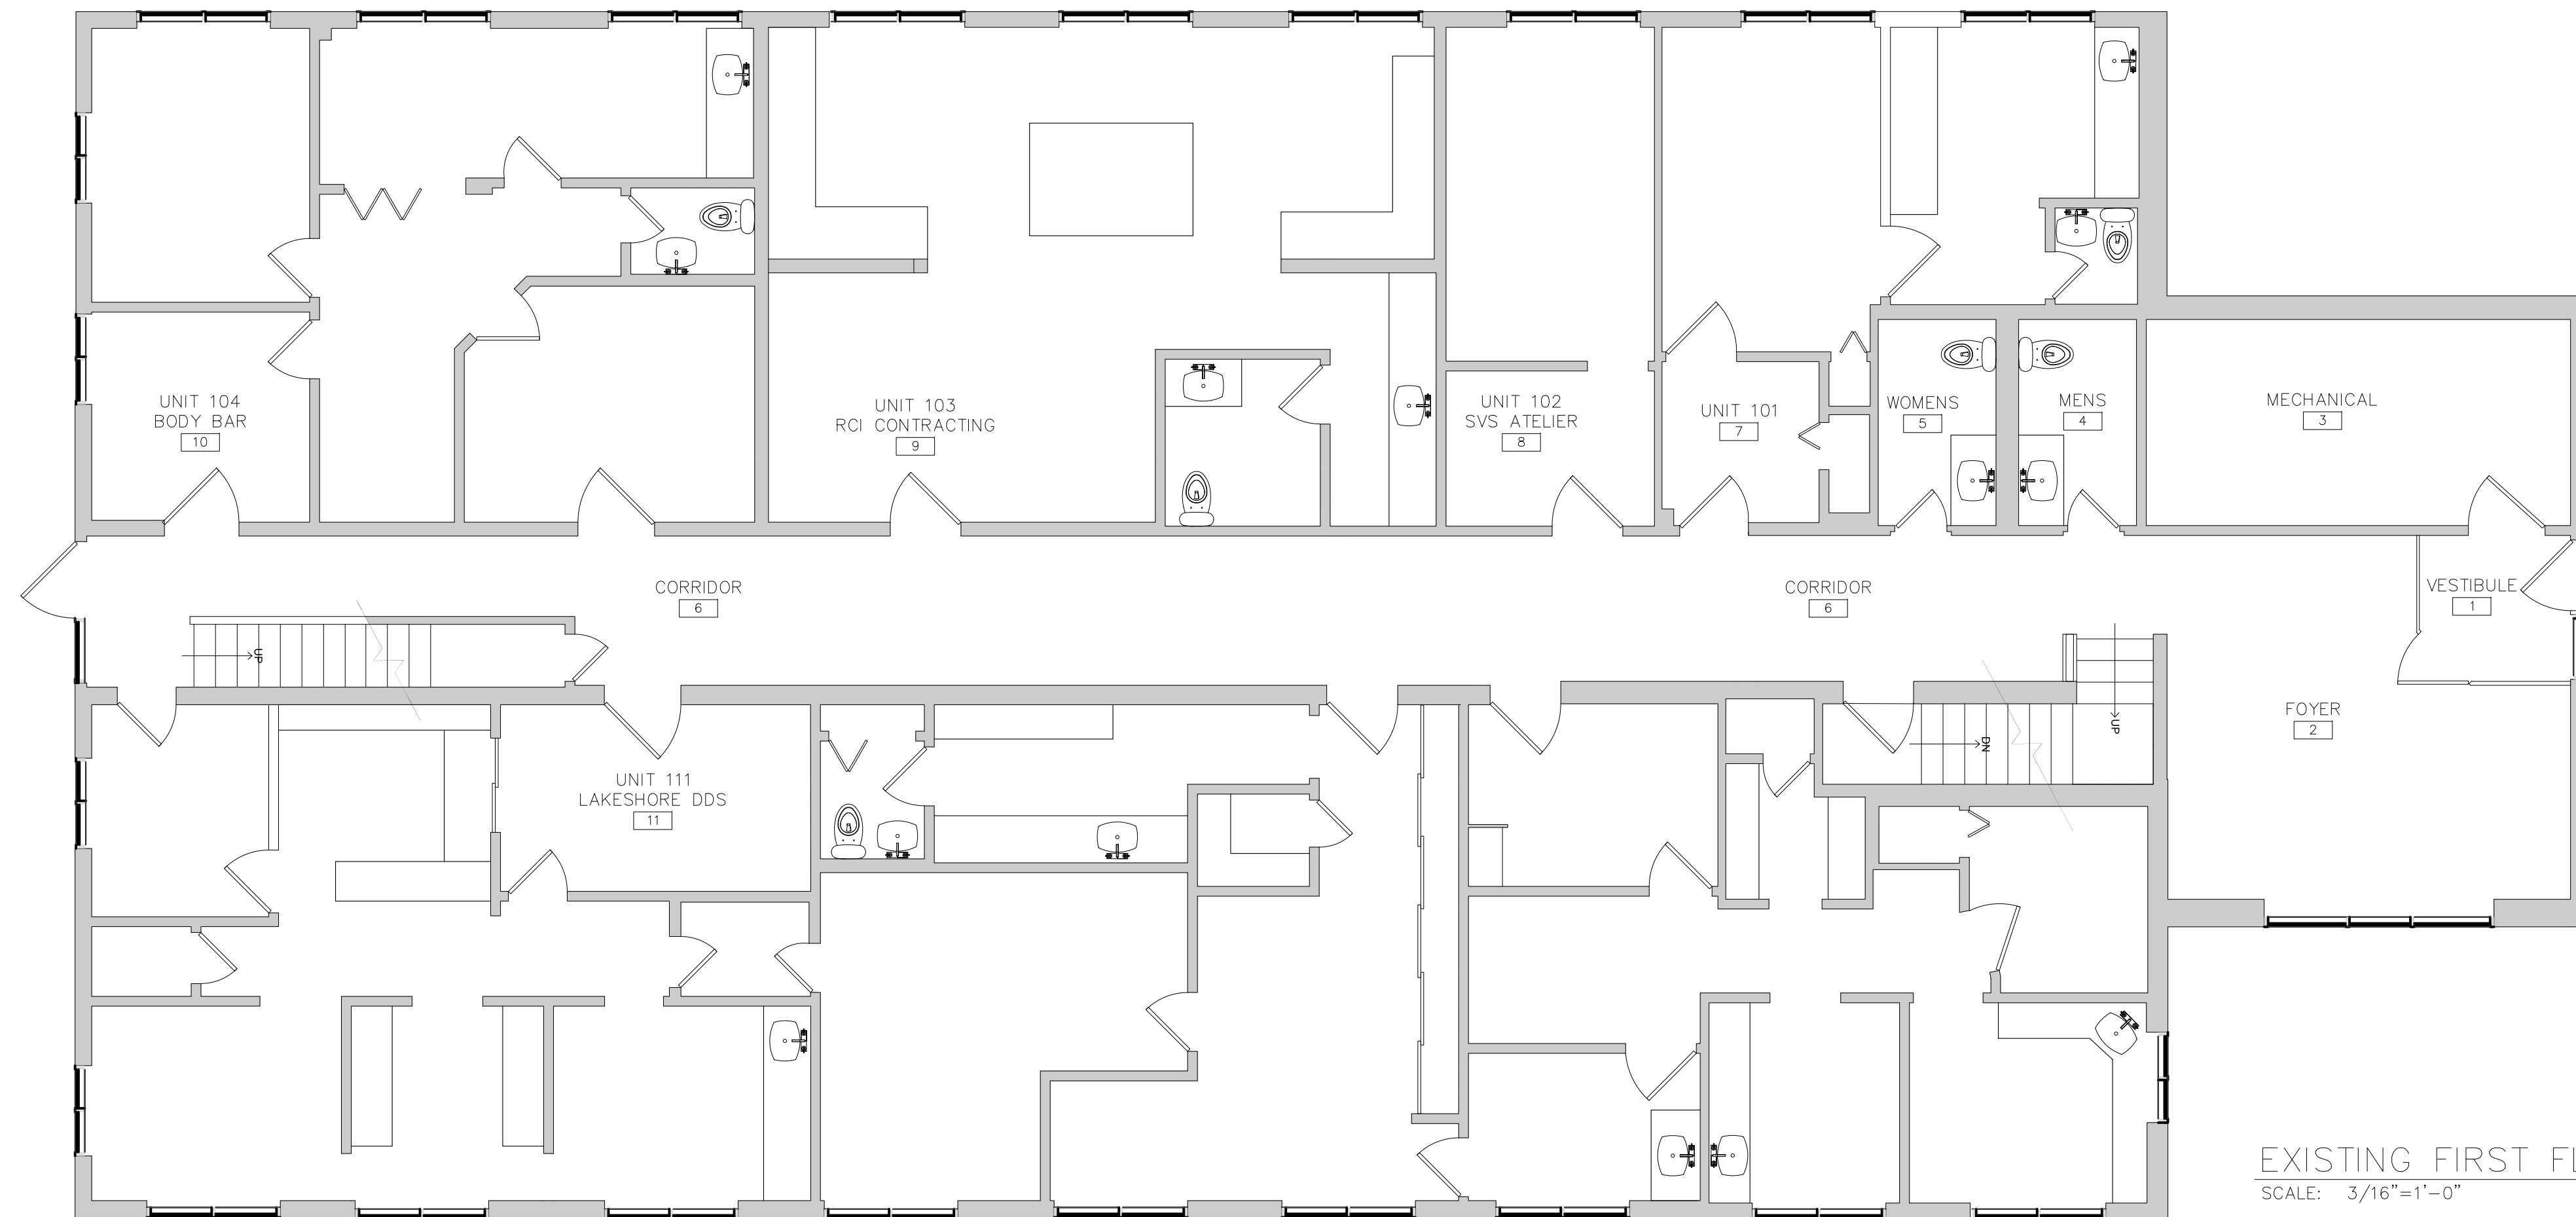 UNIT 104
BODY BAR
10
UNIT 103
RCI CONTRACTING
9
UNIT 102
SVS ATELIER
8
UNIT 101
7
WOMENS
5
MENS
4
MECHANICAL
3
CORRIDOR
6
CORRIDOR
6
VESTIBULE
1
UP
UP
DN
FOYER
2
UNIT 111
LAKESHORE DDS
11
EXISTING FIRST FL
SCALE: 3/16"=1'-0"